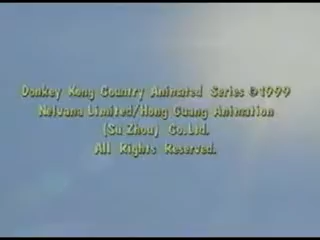 Donkey Kong Country Animated Series ©1999
Nelvana Limited/Hong Guang Animation
(Su Zhou) Co.Ltd.
All Rights Reserved.